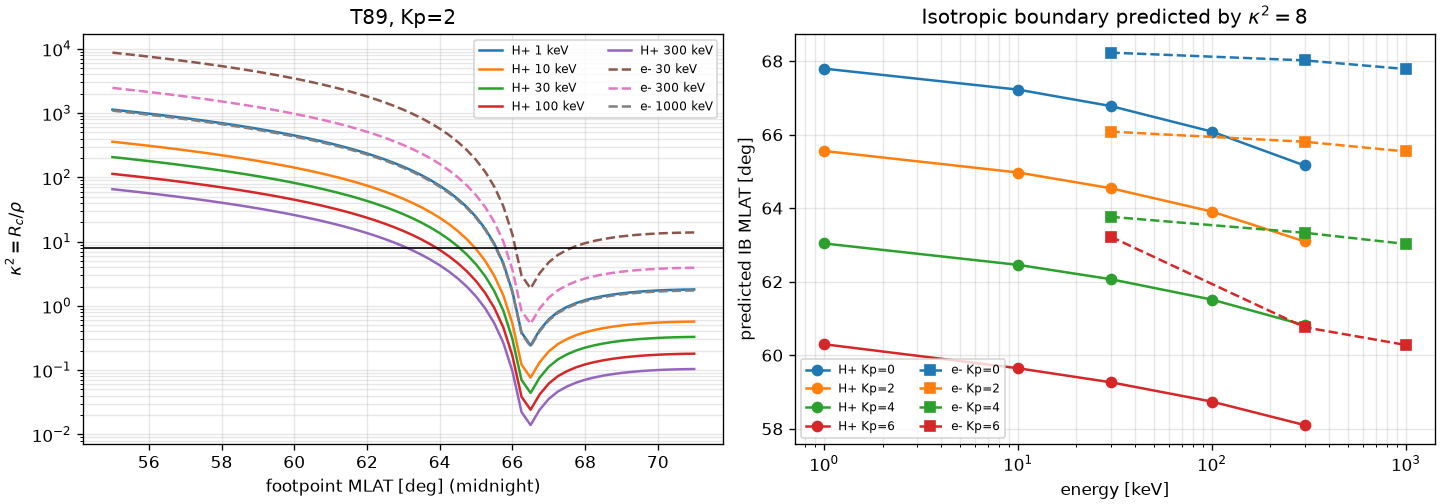 T89, Kp=2
10⁴
10³
10²
10¹
10⁰
10⁻¹
10⁻²
κ² = R_c/ρ
H+ 1 keV
H+ 10 keV
H+ 30 keV
H+ 100 keV
H+ 300 keV
e- 30 keV
e- 300 keV
e- 1000 keV
56 58 60 62 64 66 68 70
footpoint MLAT [deg] (midnight)
Isotropic boundary predicted by κ² = 8
68
66
64
62
60
58
predicted IB MLAT [deg]
H+ Kp=0
H+ Kp=2
H+ Kp=4
H+ Kp=6
e- Kp=0
e- Kp=2
e- Kp=4
e- Kp=6
10⁰ 10¹ 10² 10³
energy [keV]